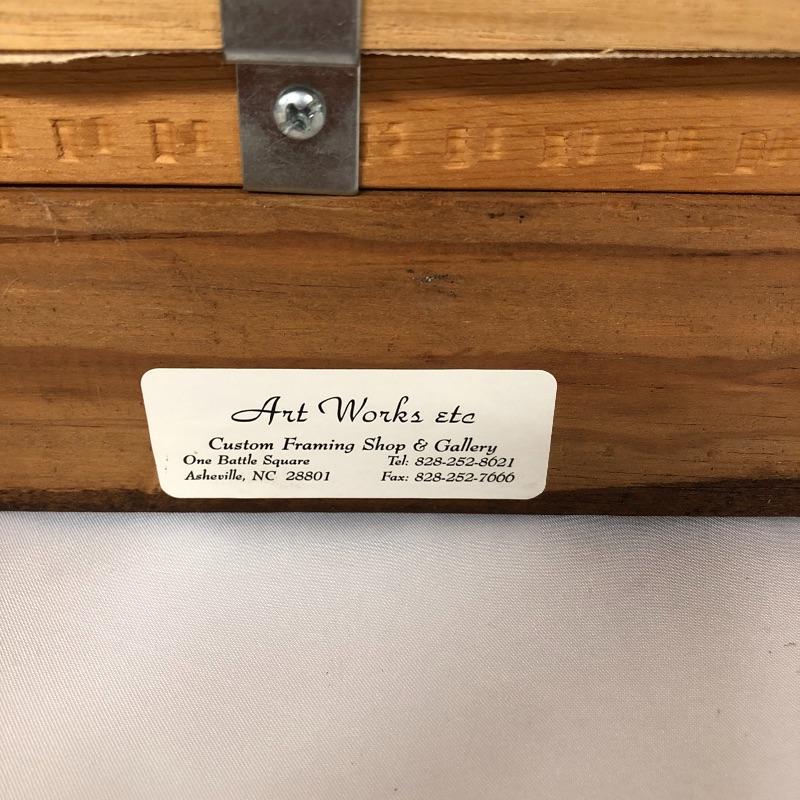 Art Works etc
Custom Framing Shop & Gallery
One Battle Square Tel: 828-252-8621
Asheville, NC 28801 Fax: 828-252-7666